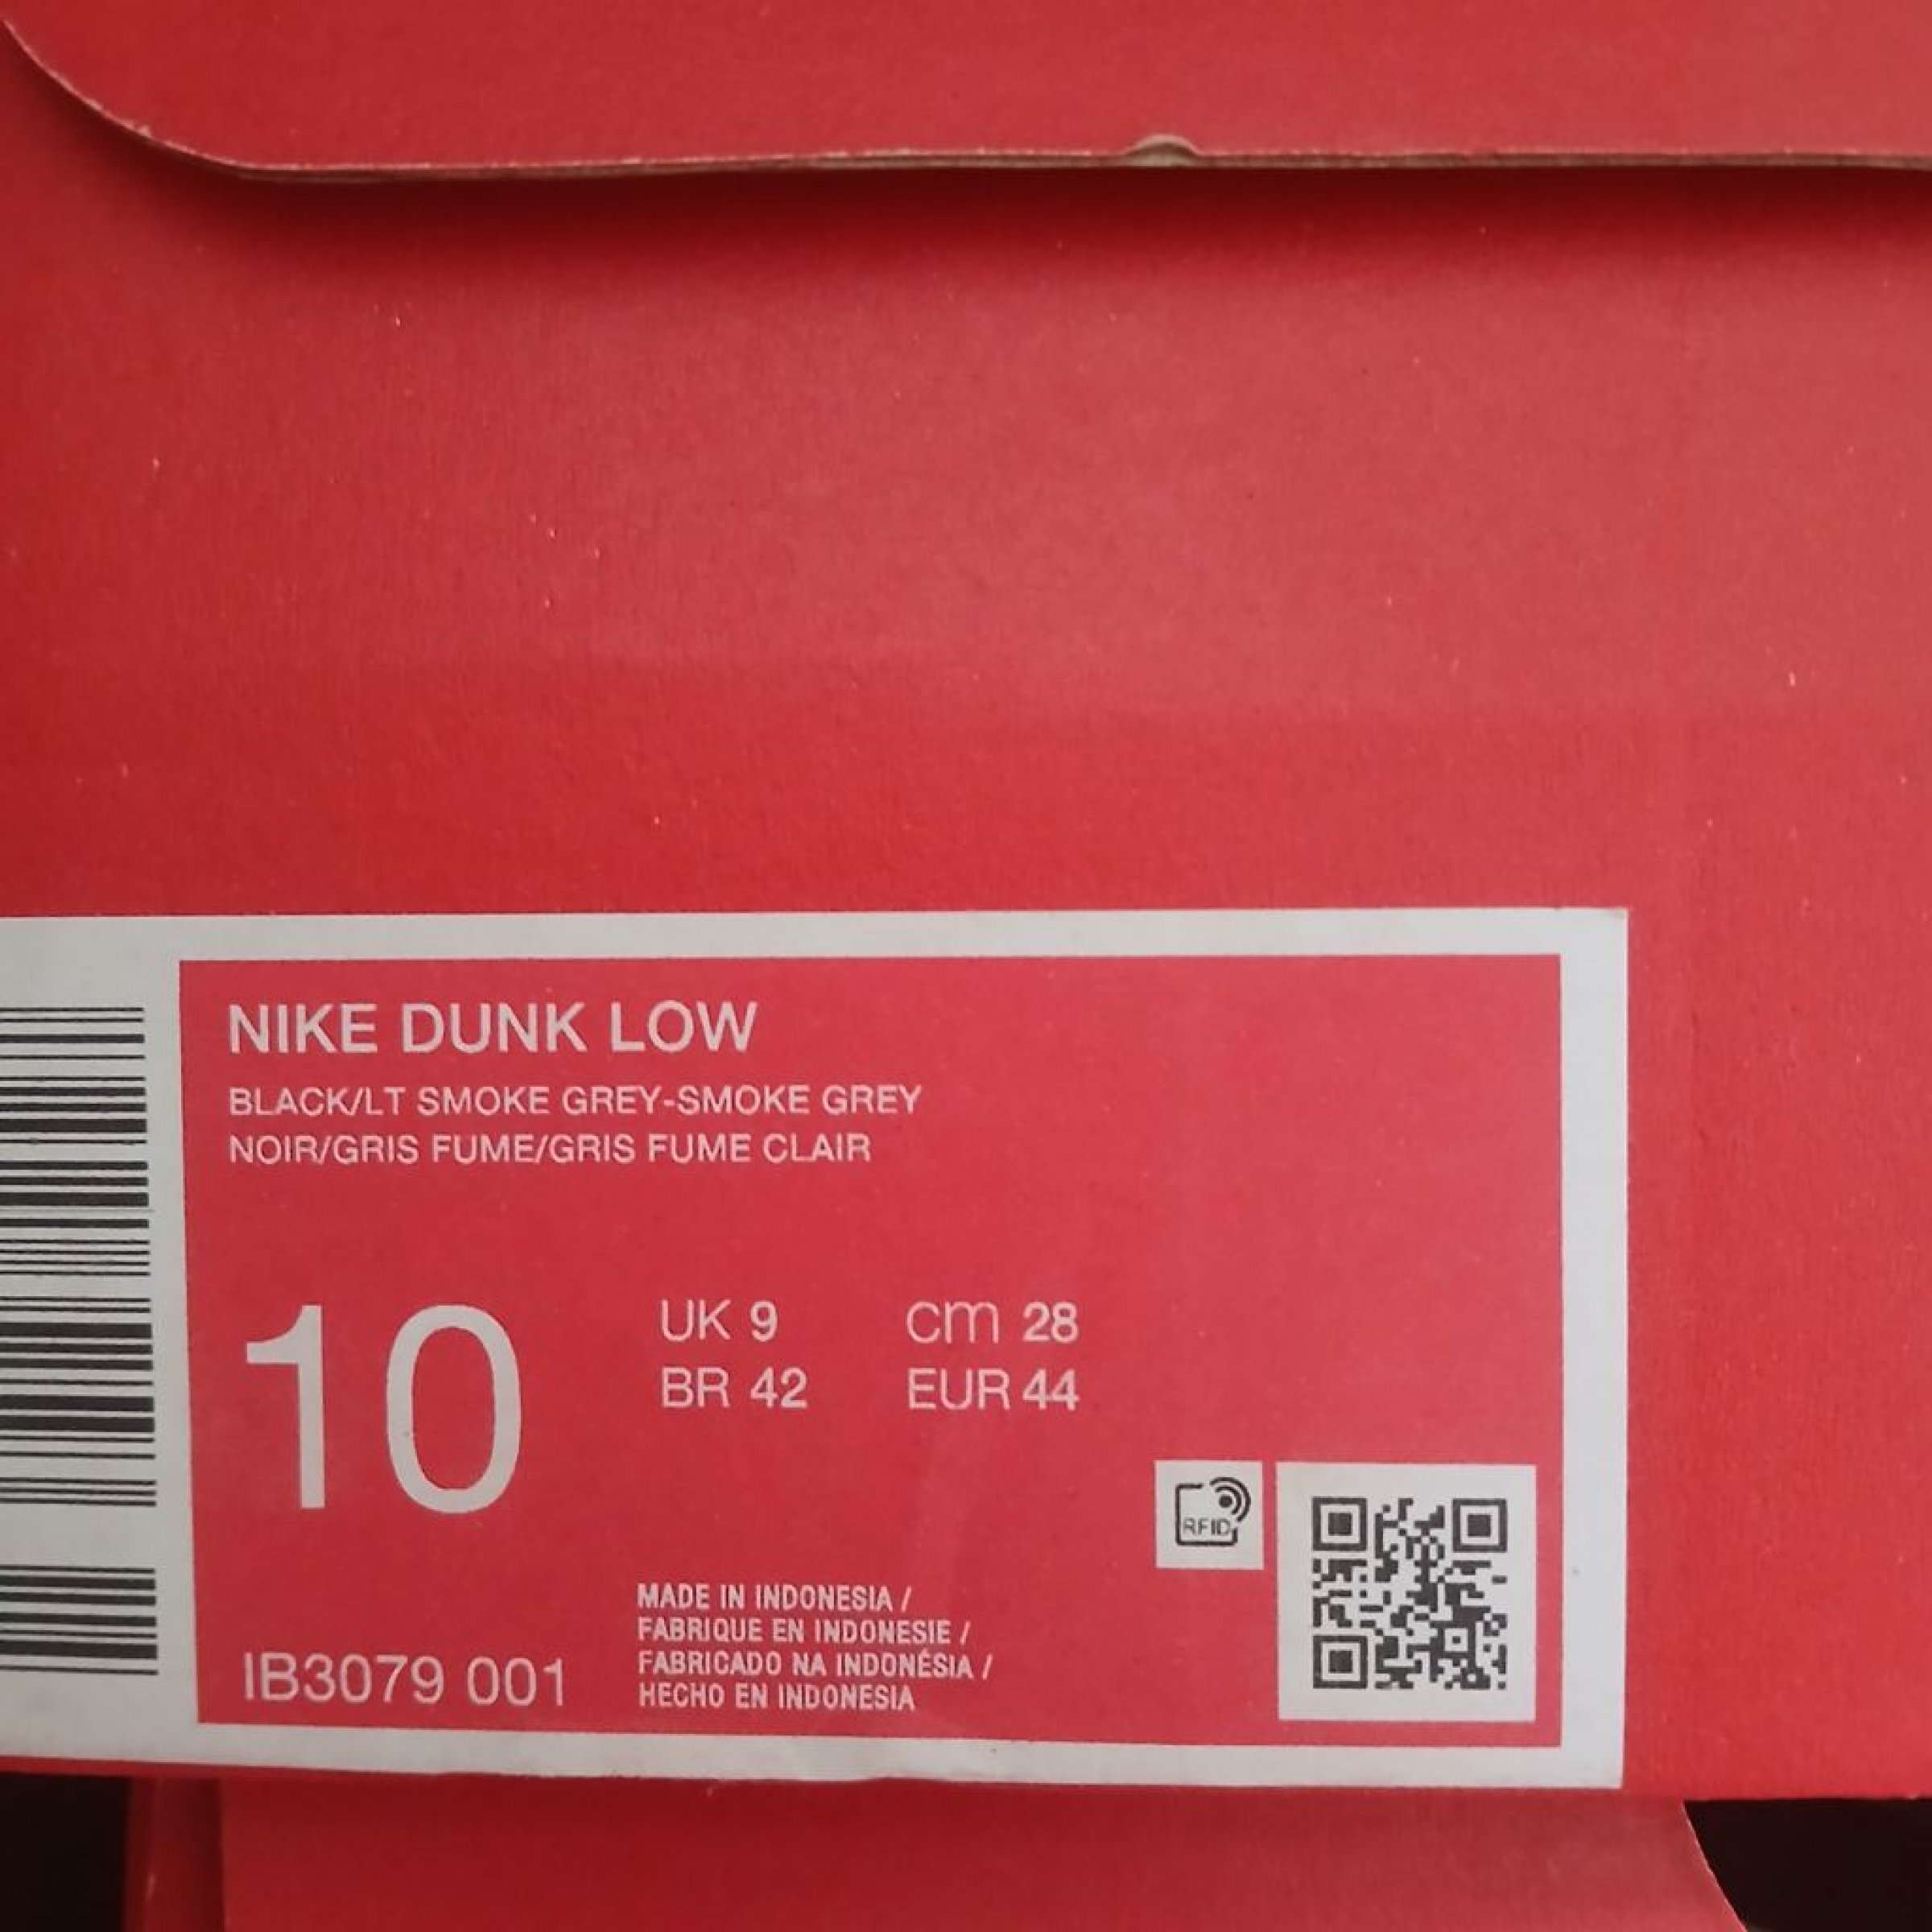 NIKE DUNK LOW
BLACK/LT SMOKE GREY-SMOKE GREY
NOIR/GRIS FUME/GRIS FUME CLAIR
10
UK 9 cm 28
BR 42 EUR 44
RFID
MADE IN INDONESIA /
FABRIQUE EN INDONESIE /
FABRICADO NA INDONÉSIA /
HECHO EN INDONESIA
IB3079 001